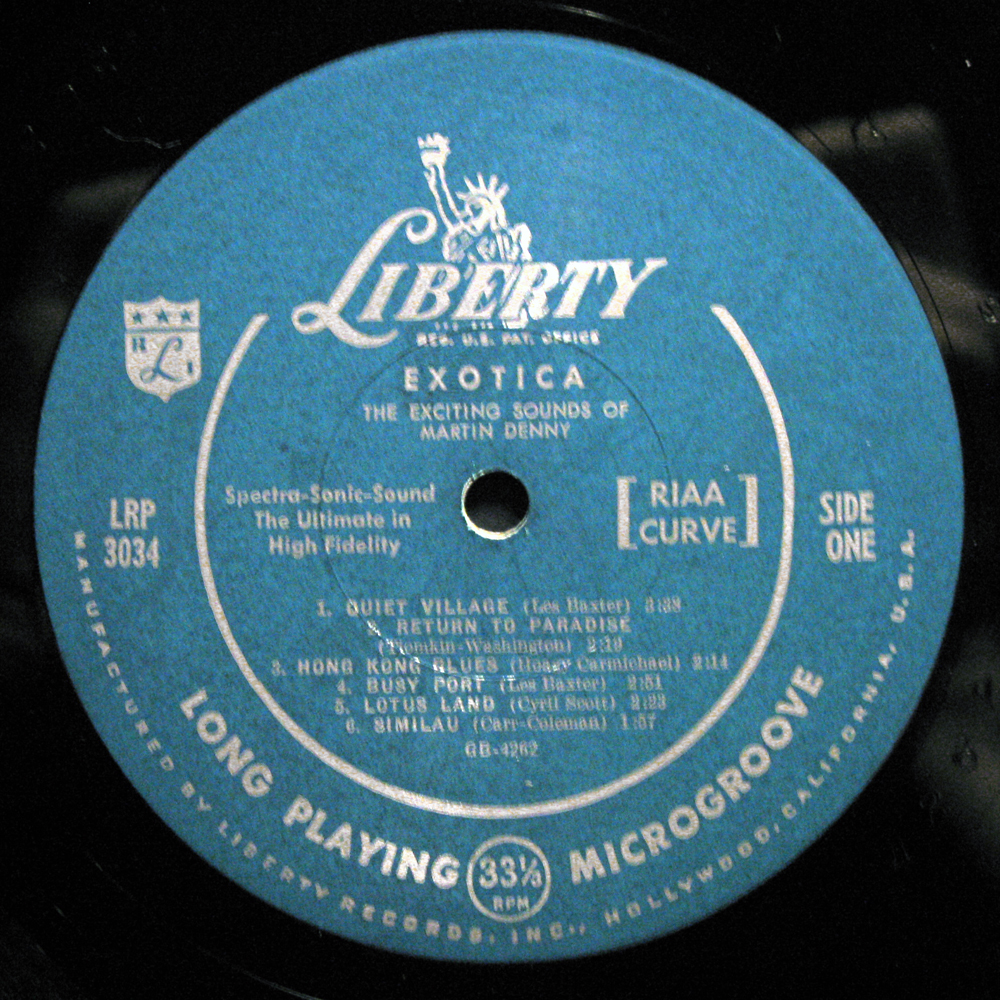 LIBERTY
REG. U.S. PAT. OFFICE
EXOTICA
THE EXCITING SOUNDS OF
MARTIN DENNY
Spectra-Sonic-Sound
The Ultimate in
High Fidelity
[RIAA
CURVE]
LRP
3034
SIDE
ONE
1. QUIET VILLAGE (Les Baxter) 3:38
RETURN TO PARADISE
(Tiomkin-Washington) 2:19
3. HONG KONG BLUES (Hoagy Carmichael) 2:14
4. BUSY PORT (Les Baxter) 2:51
5. LOTUS LAND (Cyril Scott) 2:23
6. SIMILAU (Carr-Coleman) 1:57
GB-4262
LONG PLAYING 33⅓ RPM MICROGROOVE
MANUFACTURED BY LIBERTY RECORDS, INC., HOLLYWOOD, CALIFORNIA, U.S.A.